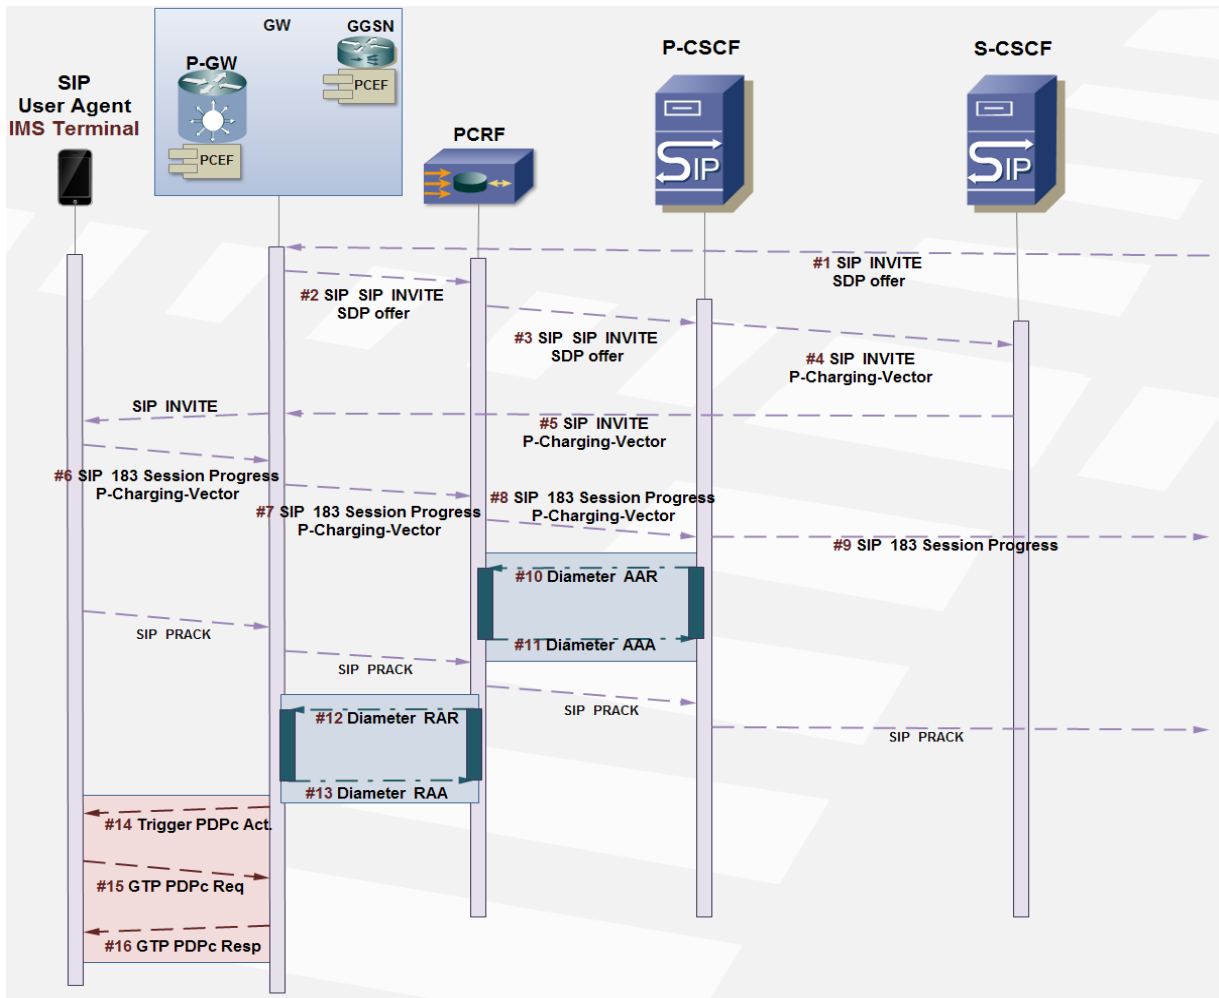 GW
GGSN
PCEF
P-GW
PCEF
SIP
User Agent
IMS Terminal
PCRF
P-CSCF
SIP
S-CSCF
SIP
#1 SIP INVITE
SDP offer
#2 SIP SIP INVITE
SDP offer
#3 SIP SIP INVITE
SDP offer
#4 SIP INVITE
P-Charging-Vector
SIP INVITE
#5 SIP INVITE
P-Charging-Vector
#6 SIP 183 Session Progress
P-Charging-Vector
#7 SIP 183 Session Progress
P-Charging-Vector
#8 SIP 183 Session Progress
P-Charging-Vector
#9 SIP 183 Session Progress
#10 Diameter AAR
#11 Diameter AAA
SIP PRACK
SIP PRACK
SIP PRACK
SIP PRACK
#12 Diameter RAR
#13 Diameter RAA
#14 Trigger PDPc Act.
#15 GTP PDPc Req
#16 GTP PDPc Resp